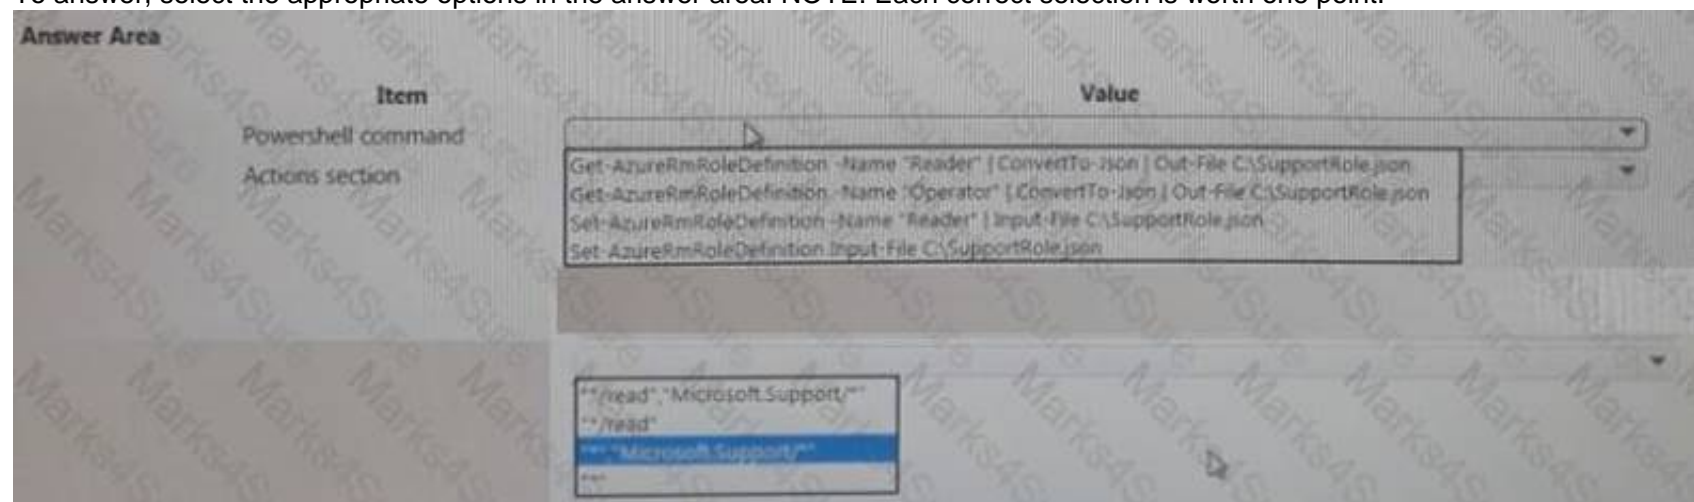 To answer, select the appropriate options in the answer area. NOTE: Each correct selection is worth one point.
Answer Area
Item Value
Powershell command
Actions section
Get-AzureRmRoleDefinition -Name "Reader" | ConvertTo-Json | Out-File C:\SupportRole.json
Get-AzureRmRoleDefinition -Name "Operator" | ConvertTo-Json | Out-File C:\SupportRole.json
Set-AzureRmRoleDefinition -Name "Reader" | Input-File C:\SupportRole.json
Set-AzureRmRoleDefinition Input-File C:\SupportRole.json
"*/read","Microsoft.Support/*"
"*/read"
"*","Microsoft.Support/*"
"*"
Marks4Sure